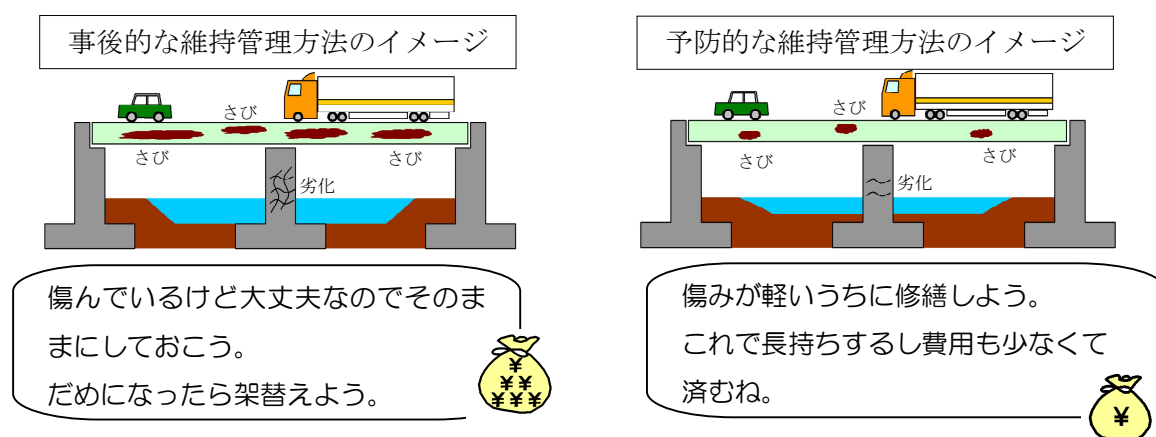 事後的な維持管理方法のイメージ
さび
さび
さび
劣化
傷んでいるけど大丈夫なのでそのま
まにしておこう。
だめになったら架替えよう。
¥
¥¥
¥¥¥
予防的な維持管理方法のイメージ
さび
さび
さび
劣化
傷みが軽いうちに修繕しよう。
これで長持ちするし費用も少なくて
済むね。
¥